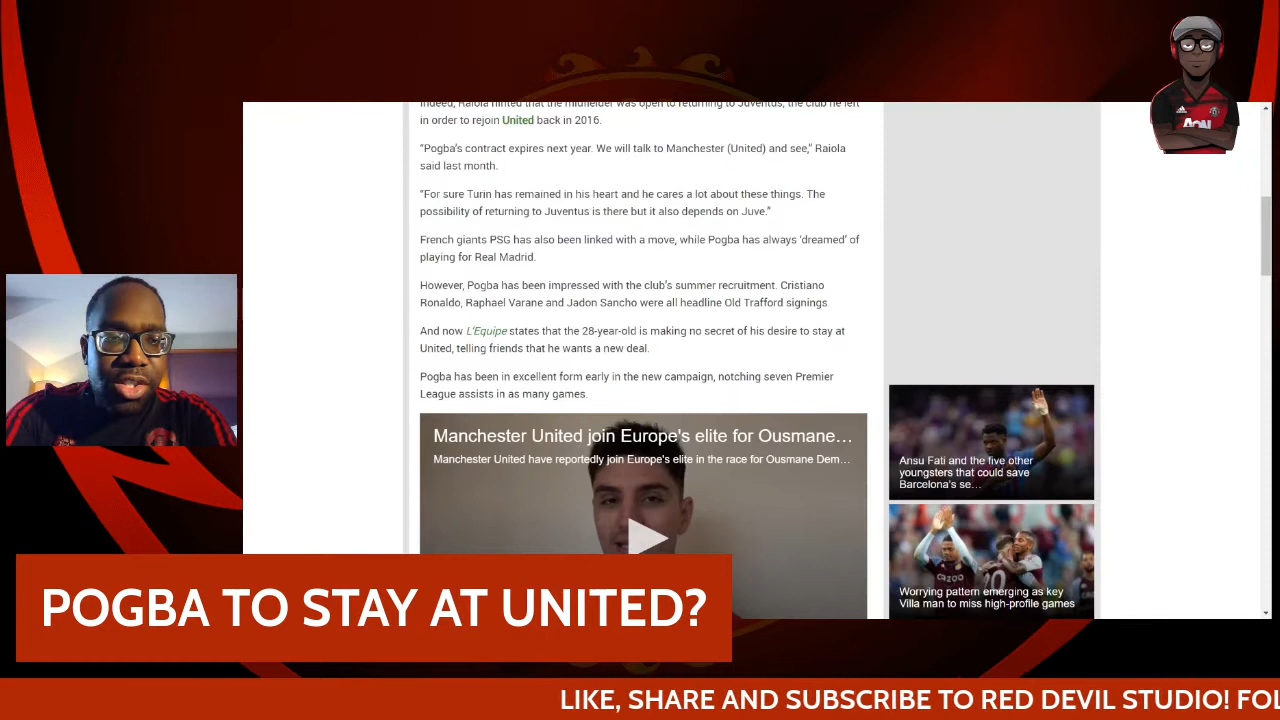 Indeed, Raiola hinted that the midfielder was open to returning to Juventus, the club he left
in order to rejoin United back in 2016.
“Pogba’s contract expires next year. We will talk to Manchester (United) and see,” Raiola
said last month.
“For sure Turin has remained in his heart and he cares a lot about these things. The
possibility of returning to Juventus is there but it also depends on Juve.”
French giants PSG has also been linked with a move, while Pogba has always ‘dreamed’ of
playing for Real Madrid.
However, Pogba has been impressed with the club’s summer recruitment. Cristiano
Ronaldo, Raphael Varane and Jadon Sancho were all headline Old Trafford signings.
And now L’Equipe states that the 28-year-old is making no secret of his desire to stay at
United, telling friends that he wants a new deal.
Pogba has been in excellent form early in the new campaign, notching seven Premier
League assists in as many games.
Manchester United join Europe's elite for Ousmane...
Manchester United have reportedly join Europe's elite in the race for Ousmane Dem...
AON
Ansu Fati and the five other
youngsters that could save
Barcelona's se...
CAZOO
20
Worrying pattern emerging as key
Villa man to miss high-profile games
POGBA TO STAY AT UNITED?
LIKE, SHARE AND SUBSCRIBE TO RED DEVIL STUDIO! FOL